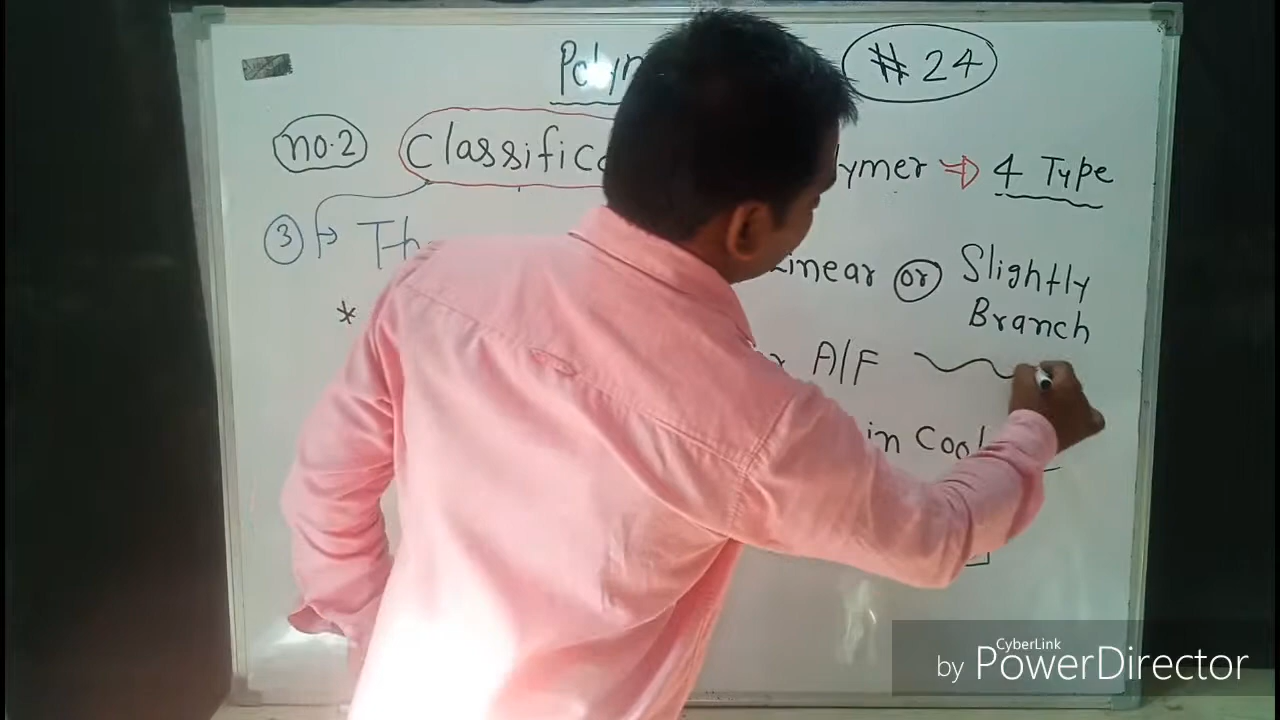 Polym #24
no.2 Classifica lymer ⇒ 4 Type
③ Th Linear or Slightly
Branch
* A/F
in Cool
CyberLink
by PowerDirector